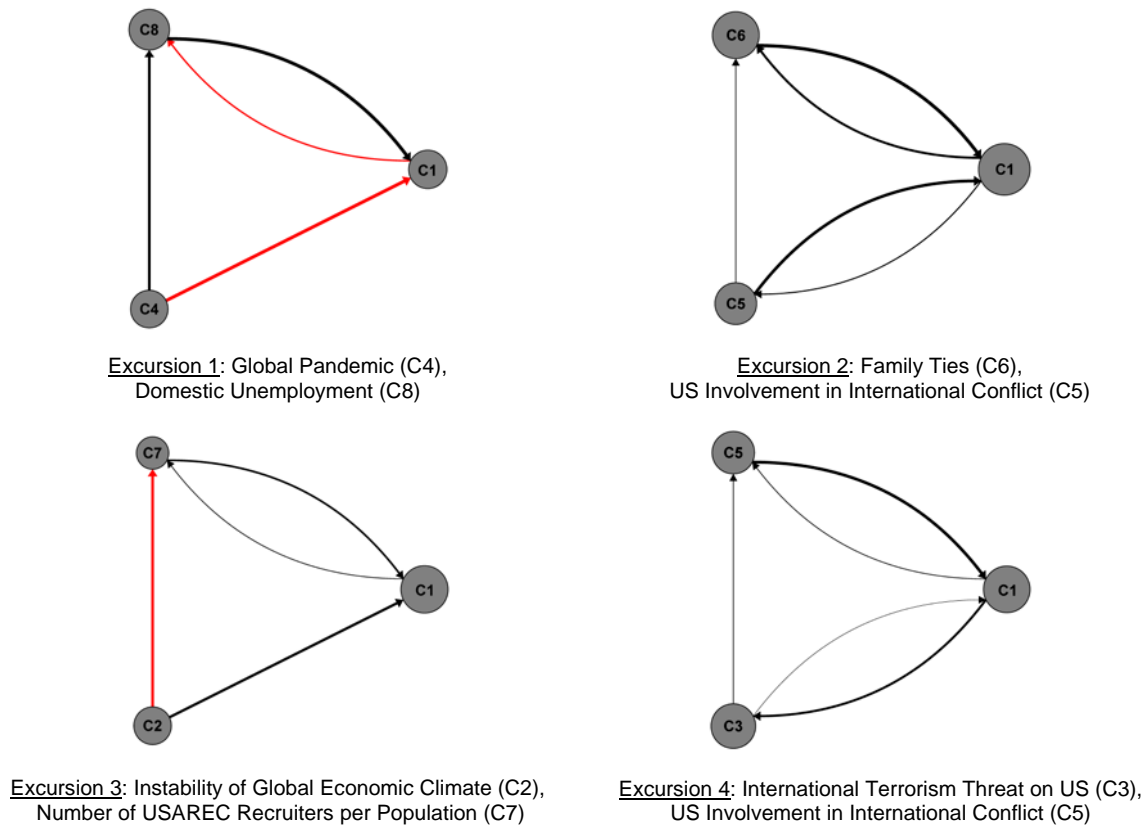 C8
C1
C4
Excursion 1: Global Pandemic (C4),
Domestic Unemployment (C8)
C6
C1
C5
Excursion 2: Family Ties (C6),
US Involvement in International Conflict (C5)
C7
C1
C2
Excursion 3: Instability of Global Economic Climate (C2),
Number of USAREC Recruiters per Population (C7)
C5
C1
C3
Excursion 4: International Terrorism Threat on US (C3),
US Involvement in International Conflict (C5)